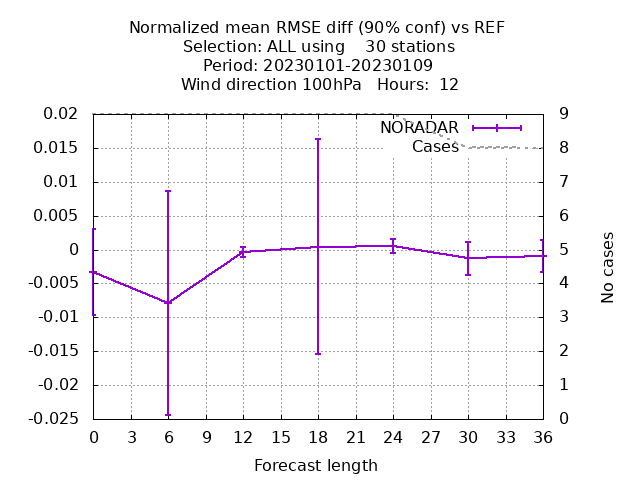 Normalized mean RMSE diff (90% conf) vs REF
Selection: ALL using    30 stations
Period: 20230101-20230109
Wind direction 100hPa   Hours:  12
0.02
0.015
0.01
0.005
0
-0.005
-0.01
-0.015
-0.02
-0.025
NORADAR
Cases
9
8
7
6
5
4
3
2
1
0
No cases
0 3 6 9 12 15 18 21 24 27 30 33 36
Forecast length